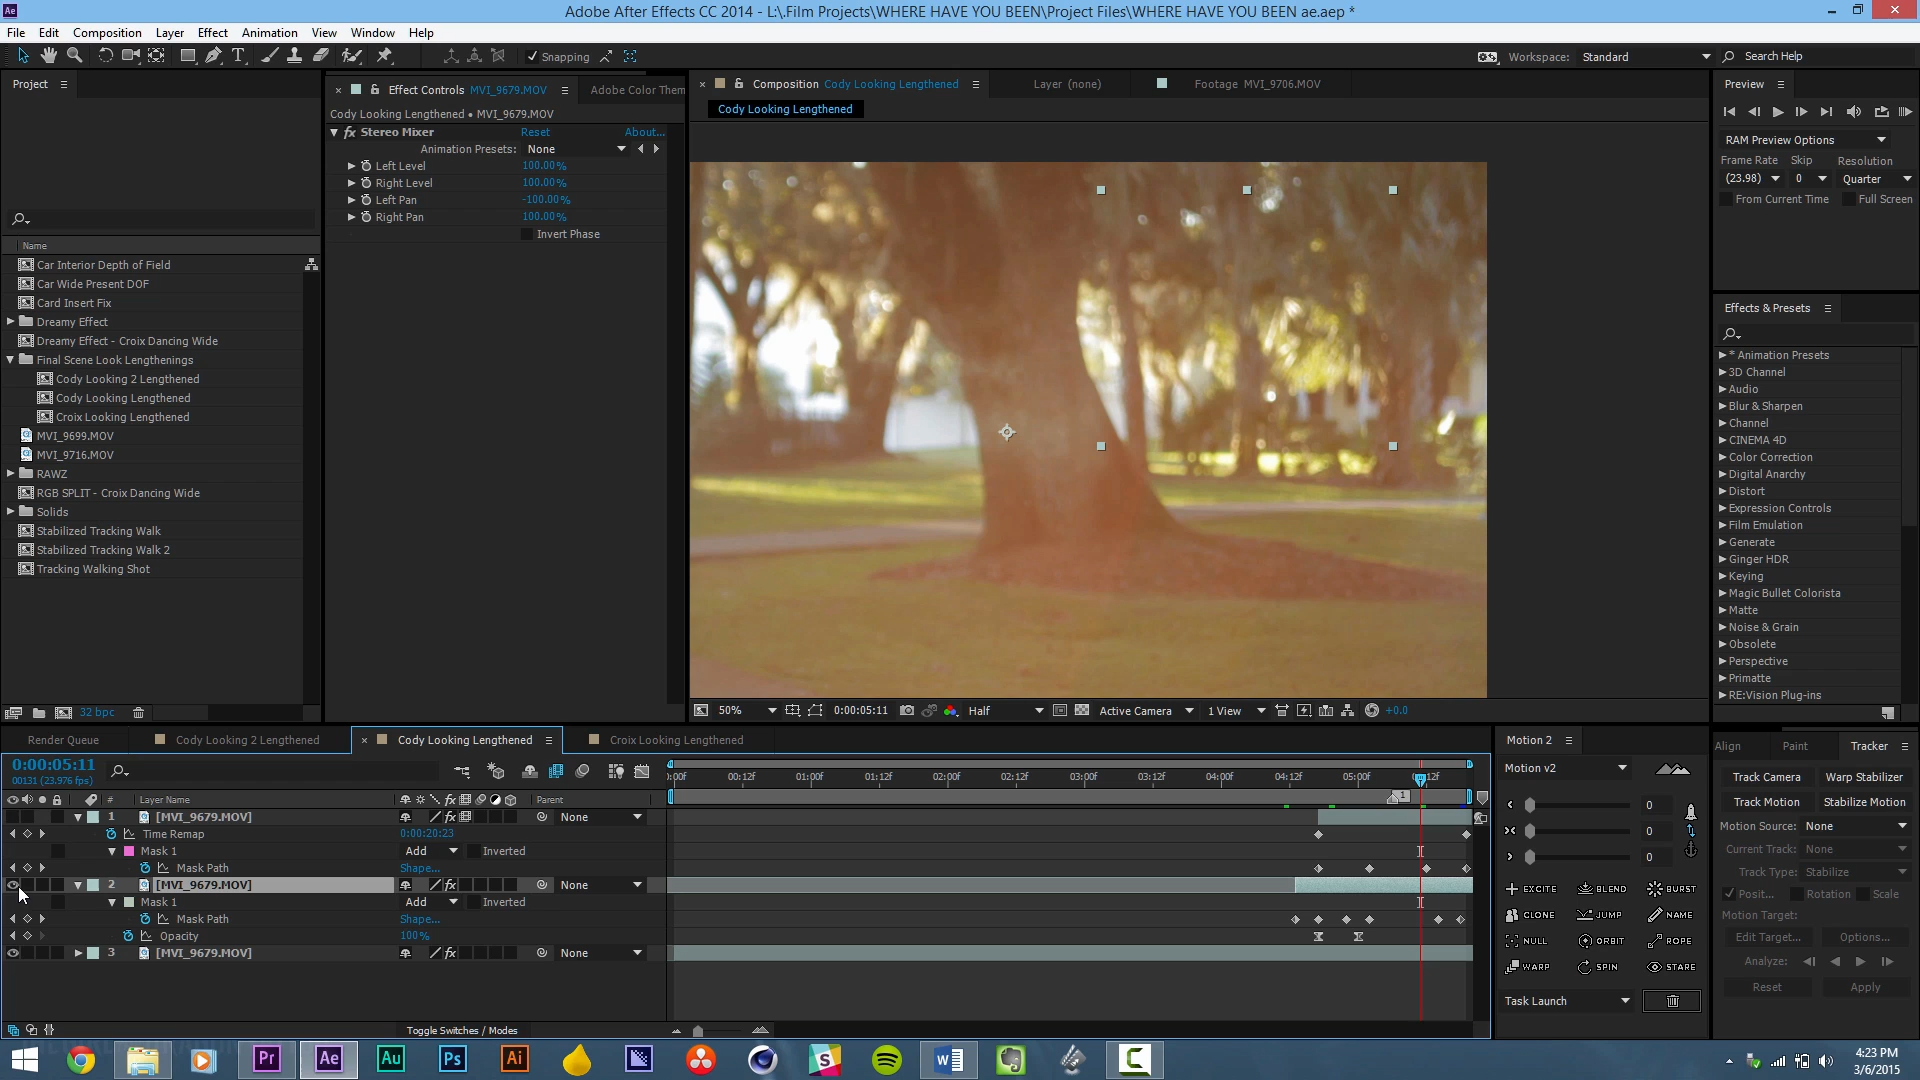 Adobe After Effects CC 2014 - L:\.Film Projects\WHERE HAVE YOU BEEN\Project Files\WHERE HAVE YOU BEEN ae.aep *
File Edit Composition Layer Effect Animation View Window Help
Snapping Workspace: Standard Search Help
Project
Name
Car Interior Depth of Field
Car Wide Present DOF
Card Insert Fix
Dreamy Effect
Dreamy Effect - Croix Dancing Wide
Final Scene Look Lengthenings
Cody Looking 2 Lengthened
Cody Looking Lengthened
Croix Looking Lengthened
MVI_9699.MOV
MVI_9716.MOV
RAWZ
RGB SPLIT - Croix Dancing Wide
Solids
Stabilized Tracking Walk
Stabilized Tracking Walk 2
Tracking Walking Shot
32 bpc
Effect Controls MVI_9679.MOV Adobe Color Them
Cody Looking Lengthened • MVI_9679.MOV
fx Stereo Mixer Reset About...
Animation Presets: None
Left Level 100.00%
Right Level 100.00%
Left Pan -100.00%
Right Pan 100.00%
Invert Phase
Composition Cody Looking Lengthened Layer (none) Footage MVI_9706.MOV
Cody Looking Lengthened
50% 0:00:05:11 Half Active Camera 1 View +0.0
Preview
RAM Preview Options
Frame Rate Skip Resolution
(23.98) 0 Quarter
From Current Time Full Screen
Effects & Presets
* Animation Presets
3D Channel
Audio
Blur & Sharpen
Channel
CINEMA 4D
Color Correction
Digital Anarchy
Distort
Expression Controls
Film Emulation
Generate
Ginger HDR
Keying
Magic Bullet Colorista
Matte
Noise & Grain
Obsolete
Perspective
Primatte
RE:Vision Plug-ins
Render Queue Cody Looking 2 Lengthened Cody Looking Lengthened Croix Looking Lengthened
0:00:05:11
00131 (23.976 fps)
:00f 00:12f 01:00f 01:12f 02:00f 02:12f 03:00f 03:12f 04:00f 04:12f 05:00f 12f
# Layer Name fx Parent
1
1 [MVI_9679.MOV] fx None
Time Remap 0:00:20:23
Mask 1 Add Inverted
Mask Path Shape...
2 [MVI_9679.MOV] fx None
Mask 1 Add Inverted
Mask Path Shape...
Opacity 100%
3 [MVI_9679.MOV] fx None
Toggle Switches / Modes
Motion 2
Motion v2
0
0
0
EXCITE BLEND BURST
CLONE JUMP NAME
NULL ORBIT ROPE
WARP SPIN STARE
Task Launch
Align Paint Tracker
Track Camera Warp Stabilizer
Track Motion Stabilize Motion
Motion Source: None
Current Track: None
Track Type: Stabilize
Posit... Rotation Scale
Motion Target:
Edit Target... Options...
Analyze:
Reset Apply
Pr Ae Au Ps Ai
4:23 PM
3/6/2015